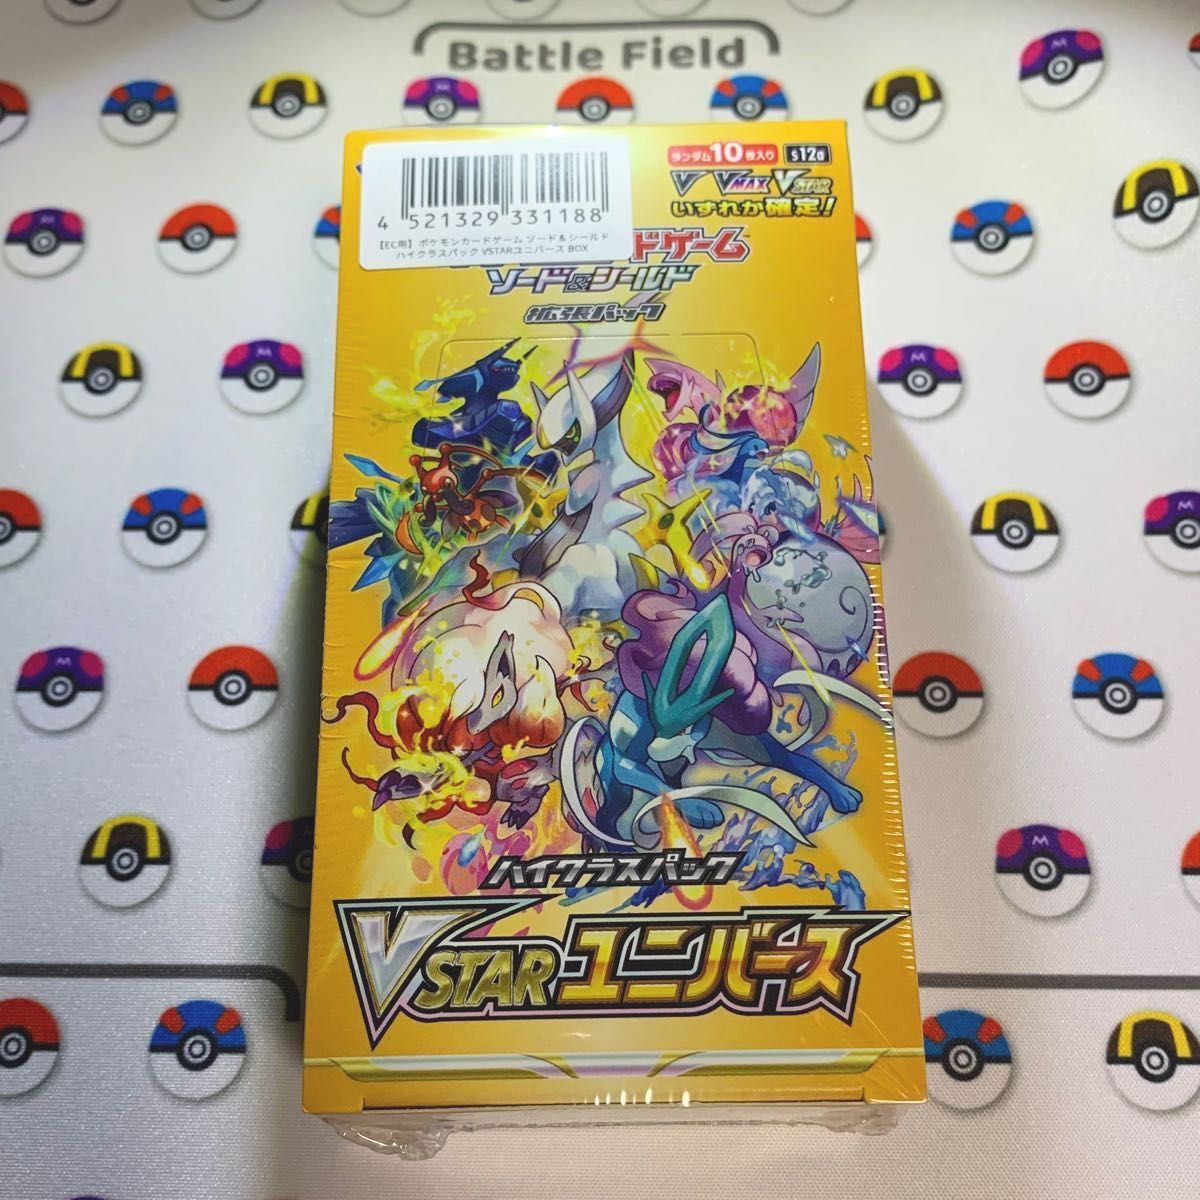 Battle Field
ランダム10枚入り s12a
V VMAX VSTAR
いずれか確定!
4 521329 331188
【EC用】ポケモンカードゲーム ソード&シールド
ハイクラスパック VSTARユニバース BOX
ドゲーム
ソード&シールド
拡張パック
ハイクラスパック
VSTARユニバース